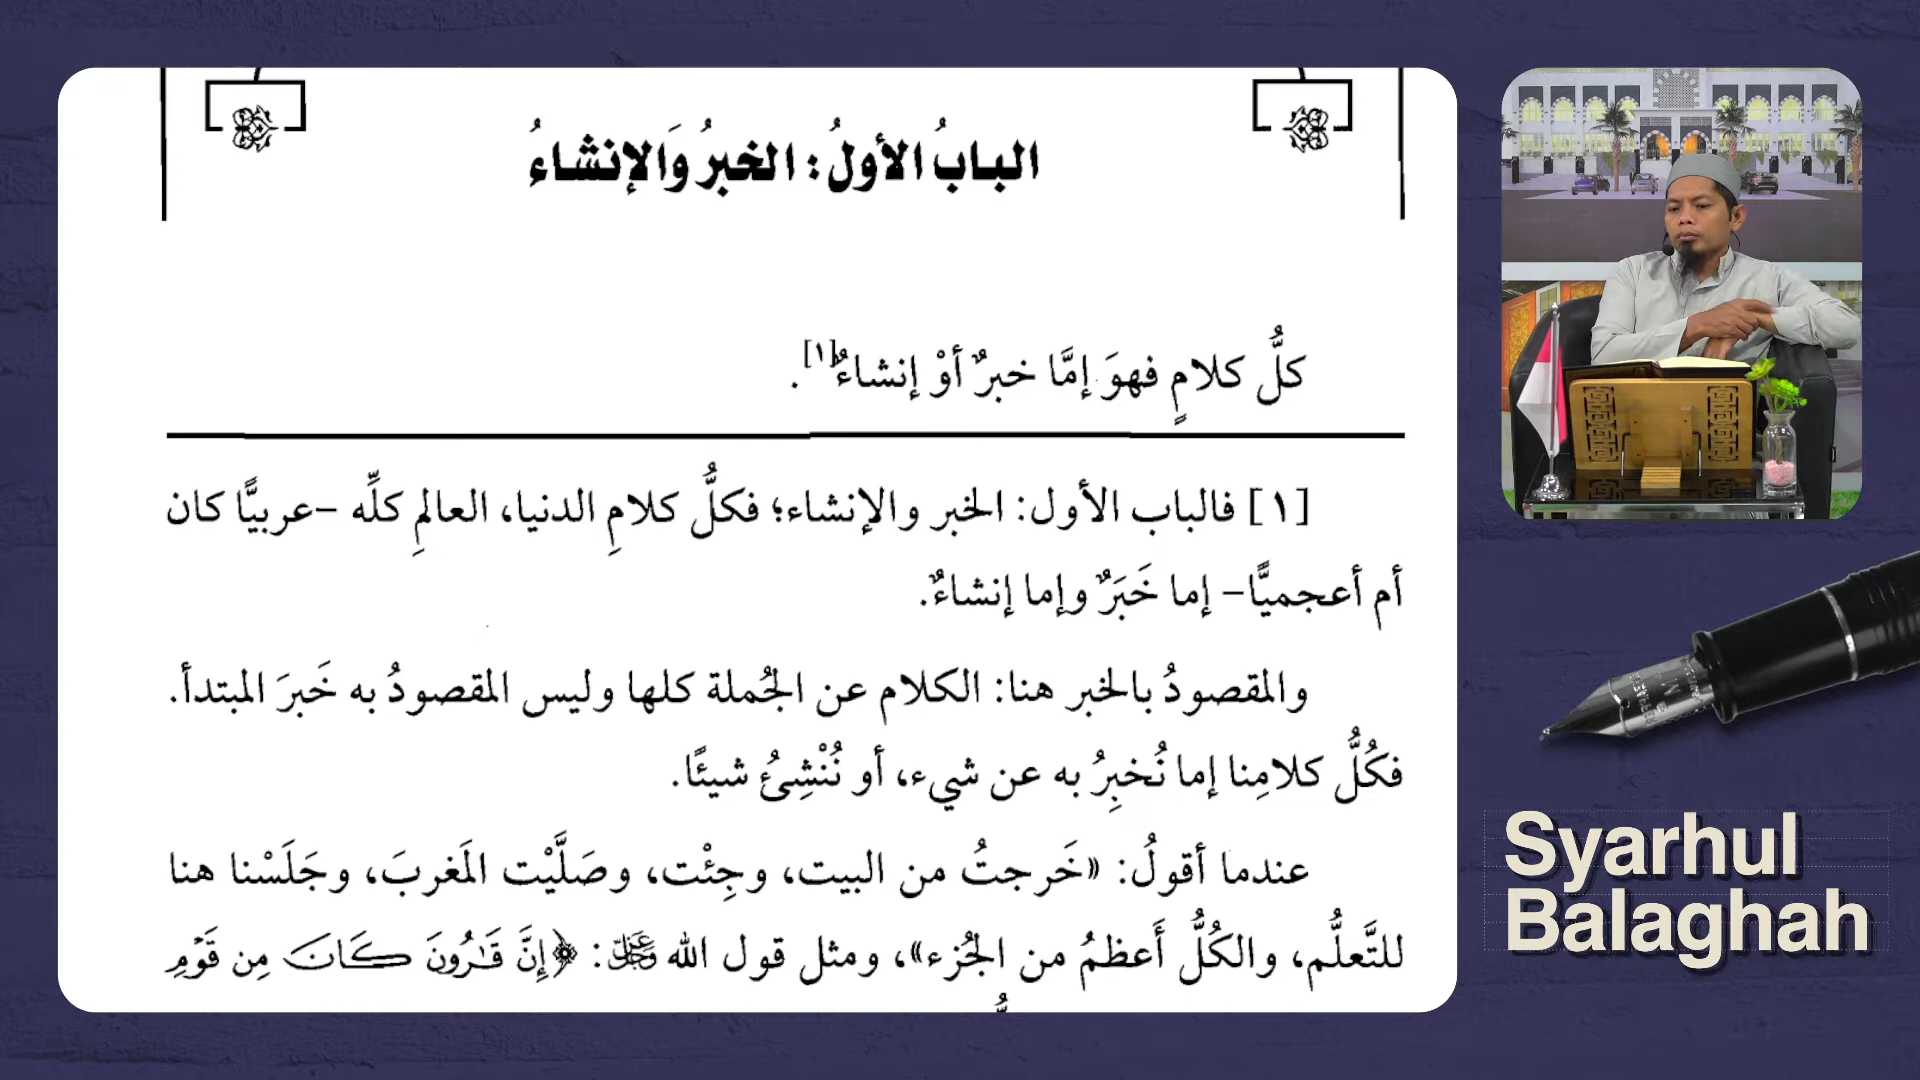 البابُ الأولُ: الخبرُ وَالإنشاءُ
كلُّ كلامٍ فهوَ إمَّا خبرٌ أوْ إنشاءٌ[١].
[١] فالباب الأول: الخبر والإنشاء؛ فكلُّ كلامِ الدنيا، العالمِ كلِّه –عربيًّا كان
أم أعجميًّا– إما خَبَرٌ وإما إنشاءٌ.
والمقصودُ بالخبر هنا: الكلام عن الجُملة كلها وليس المقصودُ به خَبرَ المبتدأ.
فكُلُّ كلامِنا إما نُخبِرُ به عن شيء، أو نُنْشِئُ شيئًا.
عندما أقولُ: «خَرجتُ من البيت، وجِئْت، وصَلَّيْت المَغربَ، وجَلَسْنا هنا
للتَّعلُّم، والكُلُّ أَعظمُ من الجُزء»، ومثل قول الله عَزَّوَجَلَّ: ﴿إِنَّ قَٰرُونَ كَانَ مِن قَوْمِ
Syarhul
Balaghah